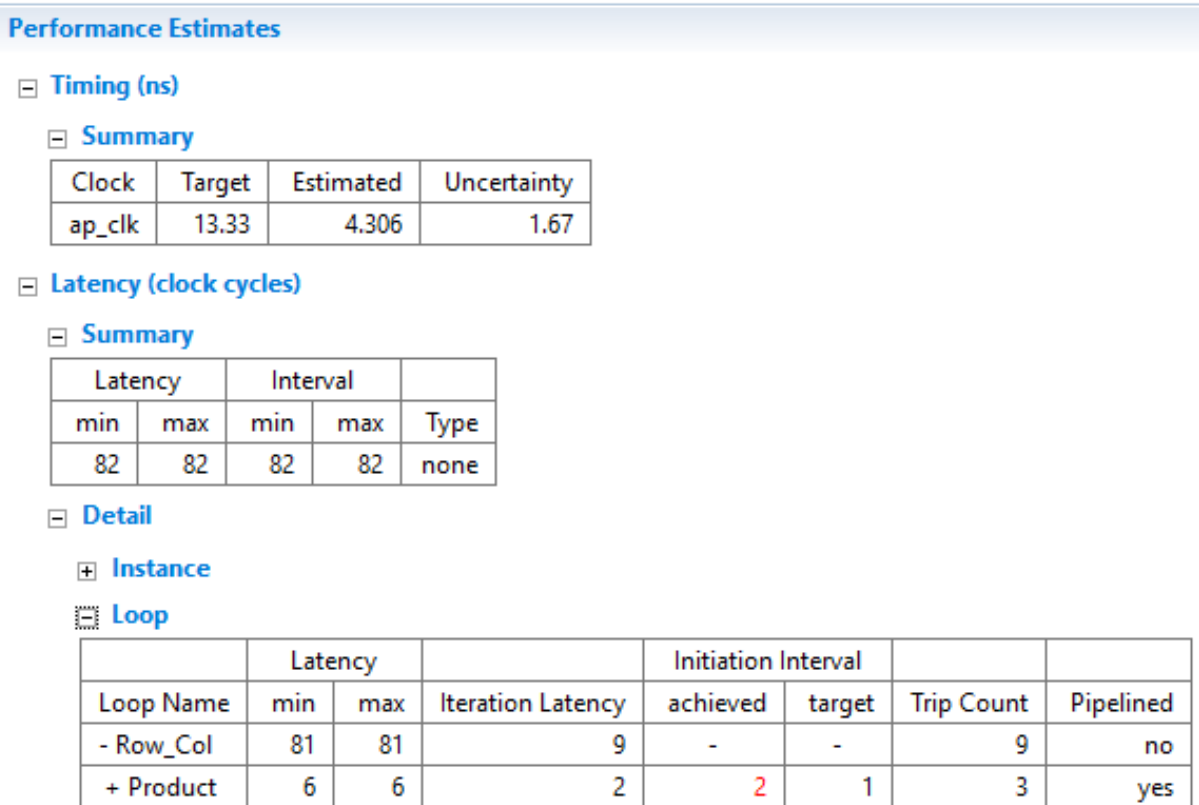 Performance Estimates
Timing (ns)
Summary
Clock Target Estimated Uncertainty
ap_clk 13.33 4.306 1.67
Latency (clock cycles)
Summary
Latency Interval
min max min max Type
82 82 82 82 none
Detail
Instance
Loop
Latency Initiation Interval
Loop Name min max Iteration Latency achieved target Trip Count Pipelined
- Row_Col 81 81 9 - - 9 no
+ Product 6 6 2 2 1 3 yes